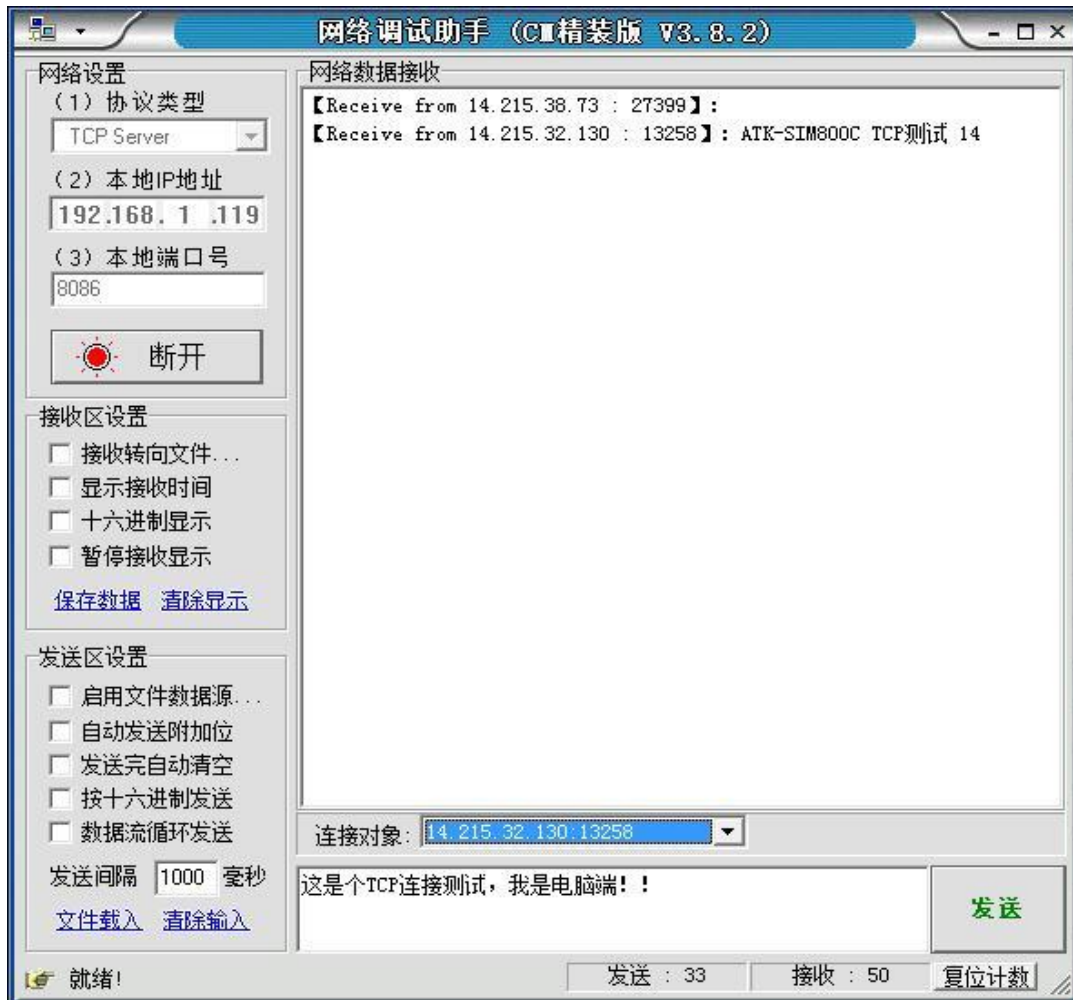 网络调试助手 (CⅢ精装版 V3.8.2)
网络设置
(1) 协议类型
TCP Server
(2) 本地IP地址
192.168. 1 .119
(3) 本地端口号
8086
断开
接收区设置
接收转向文件...
显示接收时间
十六进制显示
暂停接收显示
保存数据 清除显示
发送区设置
启用文件数据源...
自动发送附加位
发送完自动清空
按十六进制发送
数据流循环发送
发送间隔 1000 毫秒
文件载入 清除输入
网络数据接收
【Receive from 14.215.38.73 : 27399】:
【Receive from 14.215.32.130 : 13258】: ATK-SIM800C TCP测试 14
连接对象: 14.215.32.130:13258
这是个TCP连接测试,我是电脑端!!
发送
就绪!
发送 : 33
接收 : 50
复位计数